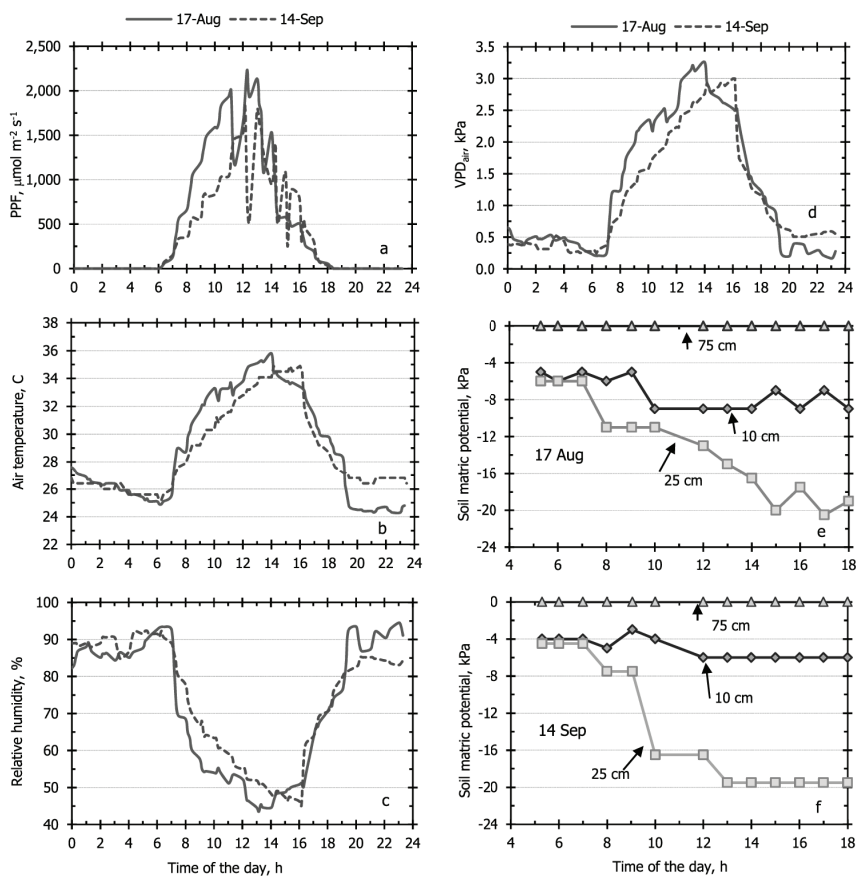 17-Aug 14-Sep
2,500
2,000
1,500
1,000
500
0
PPF, μmol m⁻² s⁻¹
a
0 2 4 6 8 10 12 14 16 18 20 22 24
38
36
34
32
30
28
26
24
22
Air temperature, C
b
0 2 4 6 8 10 12 14 16 18 20 22 24
100
90
80
70
60
50
40
Relative humidity, %
c
0 2 4 6 8 10 12 14 16 18 20 22 24
Time of the day, h
17-Aug 14-Sep
3.5
3.0
2.5
2.0
1.5
1.0
0.5
0.0
VPDair, kPa
d
0 2 4 6 8 10 12 14 16 18 20 22 24
0
-4
-8
-12
-16
-20
-24
Soil matric potential, kPa
75 cm
10 cm
17 Aug
25 cm
e
4 6 8 10 12 14 16 18
0
-4
-8
-12
-16
-20
-24
Soil matric potential, kPa
75 cm
10 cm
14 Sep
25 cm
f
4 6 8 10 12 14 16 18
Time of the day, h